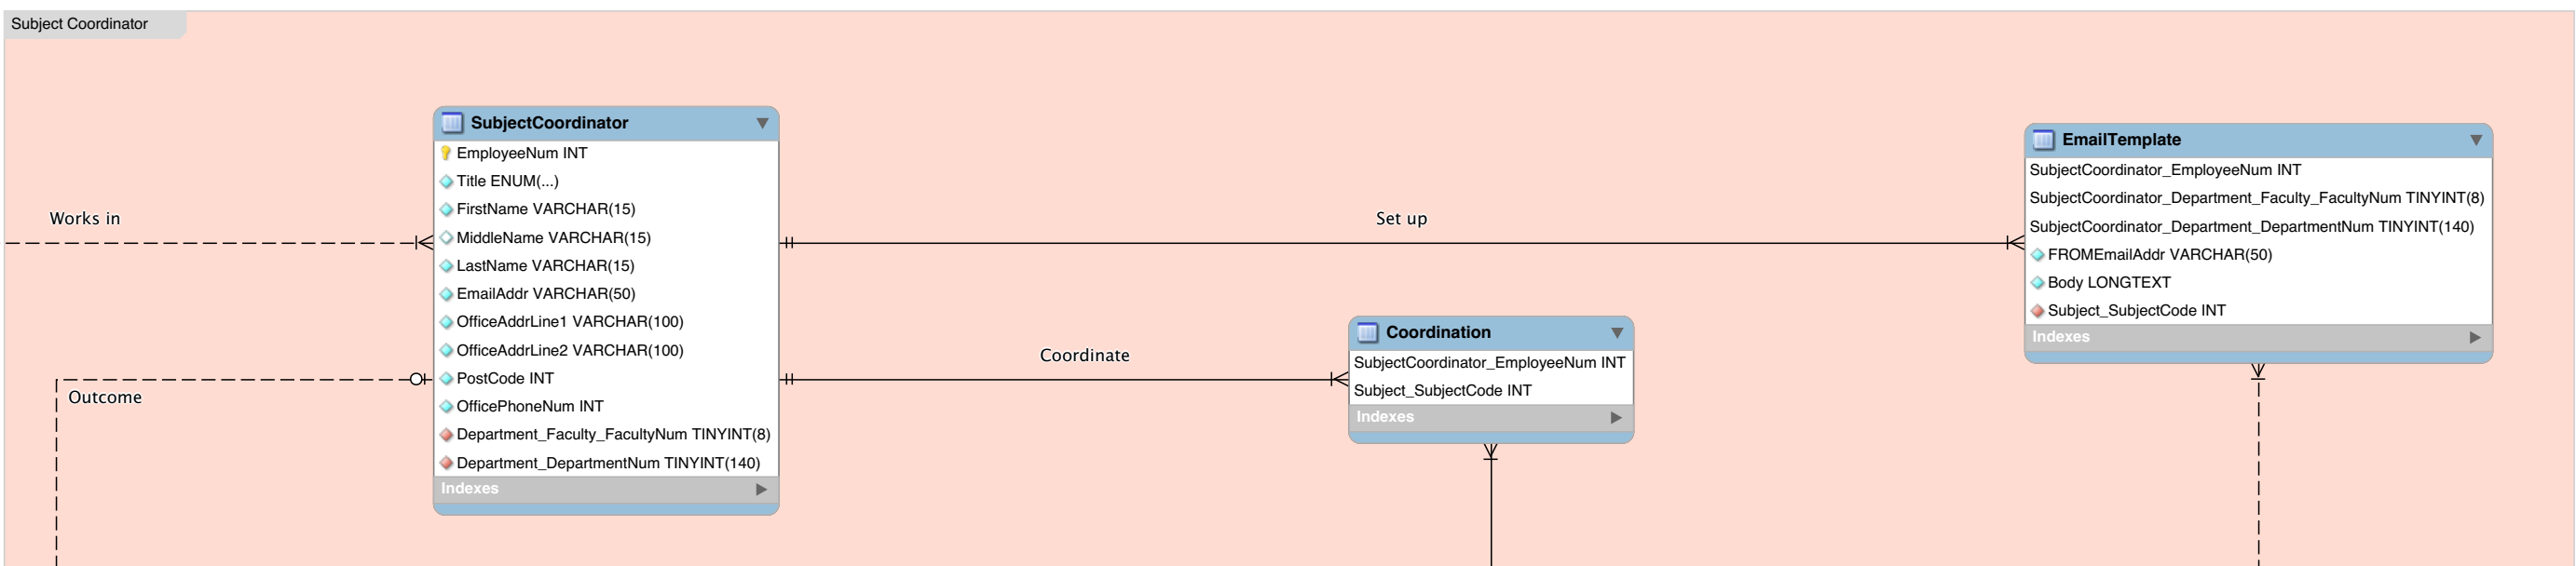 Subject Coordinator
SubjectCoordinator
EmployeeNum INT
Title ENUM(...)
FirstName VARCHAR(15)
MiddleName VARCHAR(15)
LastName VARCHAR(15)
EmailAddr VARCHAR(50)
OfficeAddrLine1 VARCHAR(100)
OfficeAddrLine2 VARCHAR(100)
PostCode INT
OfficePhoneNum INT
Department_Faculty_FacultyNum TINYINT(8)
Department_DepartmentNum TINYINT(140)
Indexes
Works in
Outcome
Set up
Coordinate
Coordination
SubjectCoordinator_EmployeeNum INT
Subject_SubjectCode INT
Indexes
EmailTemplate
SubjectCoordinator_EmployeeNum INT
SubjectCoordinator_Department_Faculty_FacultyNum TINYINT(8)
SubjectCoordinator_Department_DepartmentNum TINYINT(140)
FROMEmailAddr VARCHAR(50)
Body LONGTEXT
Subject_SubjectCode INT
Indexes